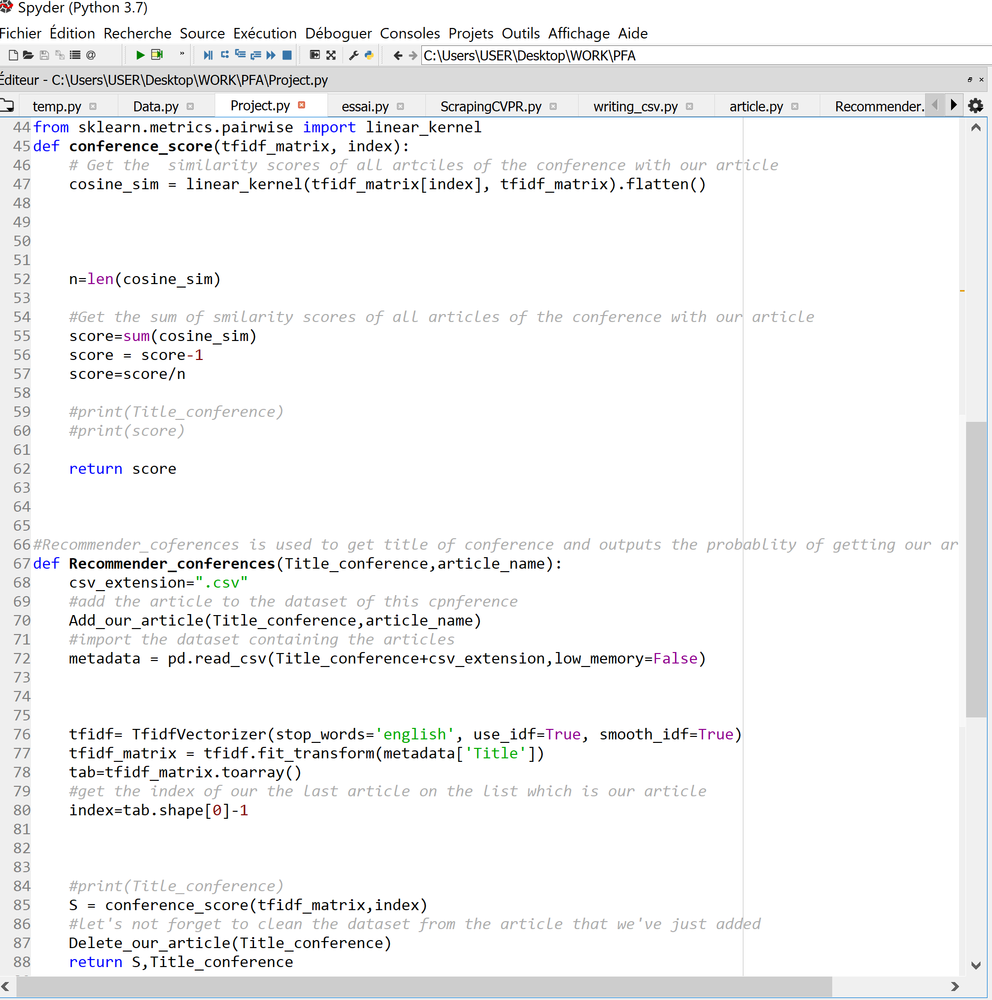 Spyder (Python 3.7)
Fichier Édition Recherche Source Exécution Déboguer Consoles Projets Outils Affichage Aide
C:\Users\USER\Desktop\WORK\PFA
Éditeur - C:\Users\USER\Desktop\WORK\PFA\Project.py
temp.py Data.py Project.py essai.py ScrapingCVPR.py writing_csv.py article.py Recommender.
44 from sklearn.metrics.pairwise import linear_kernel
45 def conference_score(tfidf_matrix, index):
46     # Get the  similarity scores of all artciles of the conference with our article
47     cosine_sim = linear_kernel(tfidf_matrix[index], tfidf_matrix).flatten()
48
49
50
51
52     n=len(cosine_sim)
53
54     #Get the sum of smilarity scores of all articles of the conference with our article
55     score=sum(cosine_sim)
56     score = score-1
57     score=score/n
58
59     #print(Title_conference)
60     #print(score)
61
62     return score
63
64
65
66 #Recommender_coferences is used to get title of conference and outputs the probablity of getting our ar
67 def Recommender_conferences(Title_conference,article_name):
68     csv_extension=".csv"
69     #add the article to the dataset of this cpnference
70     Add_our_article(Title_conference,article_name)
71     #import the dataset containing the articles
72     metadata = pd.read_csv(Title_conference+csv_extension,low_memory=False)
73
74
75
76     tfidf= TfidfVectorizer(stop_words='english', use_idf=True, smooth_idf=True)
77     tfidf_matrix = tfidf.fit_transform(metadata['Title'])
78     tab=tfidf_matrix.toarray()
79     #get the index of our the last article on the list which is our article
80     index=tab.shape[0]-1
81
82
83
84     #print(Title_conference)
85     S = conference_score(tfidf_matrix,index)
86     #let's not forget to clean the dataset from the article that we've just added
87     Delete_our_article(Title_conference)
88     return S,Title_conference